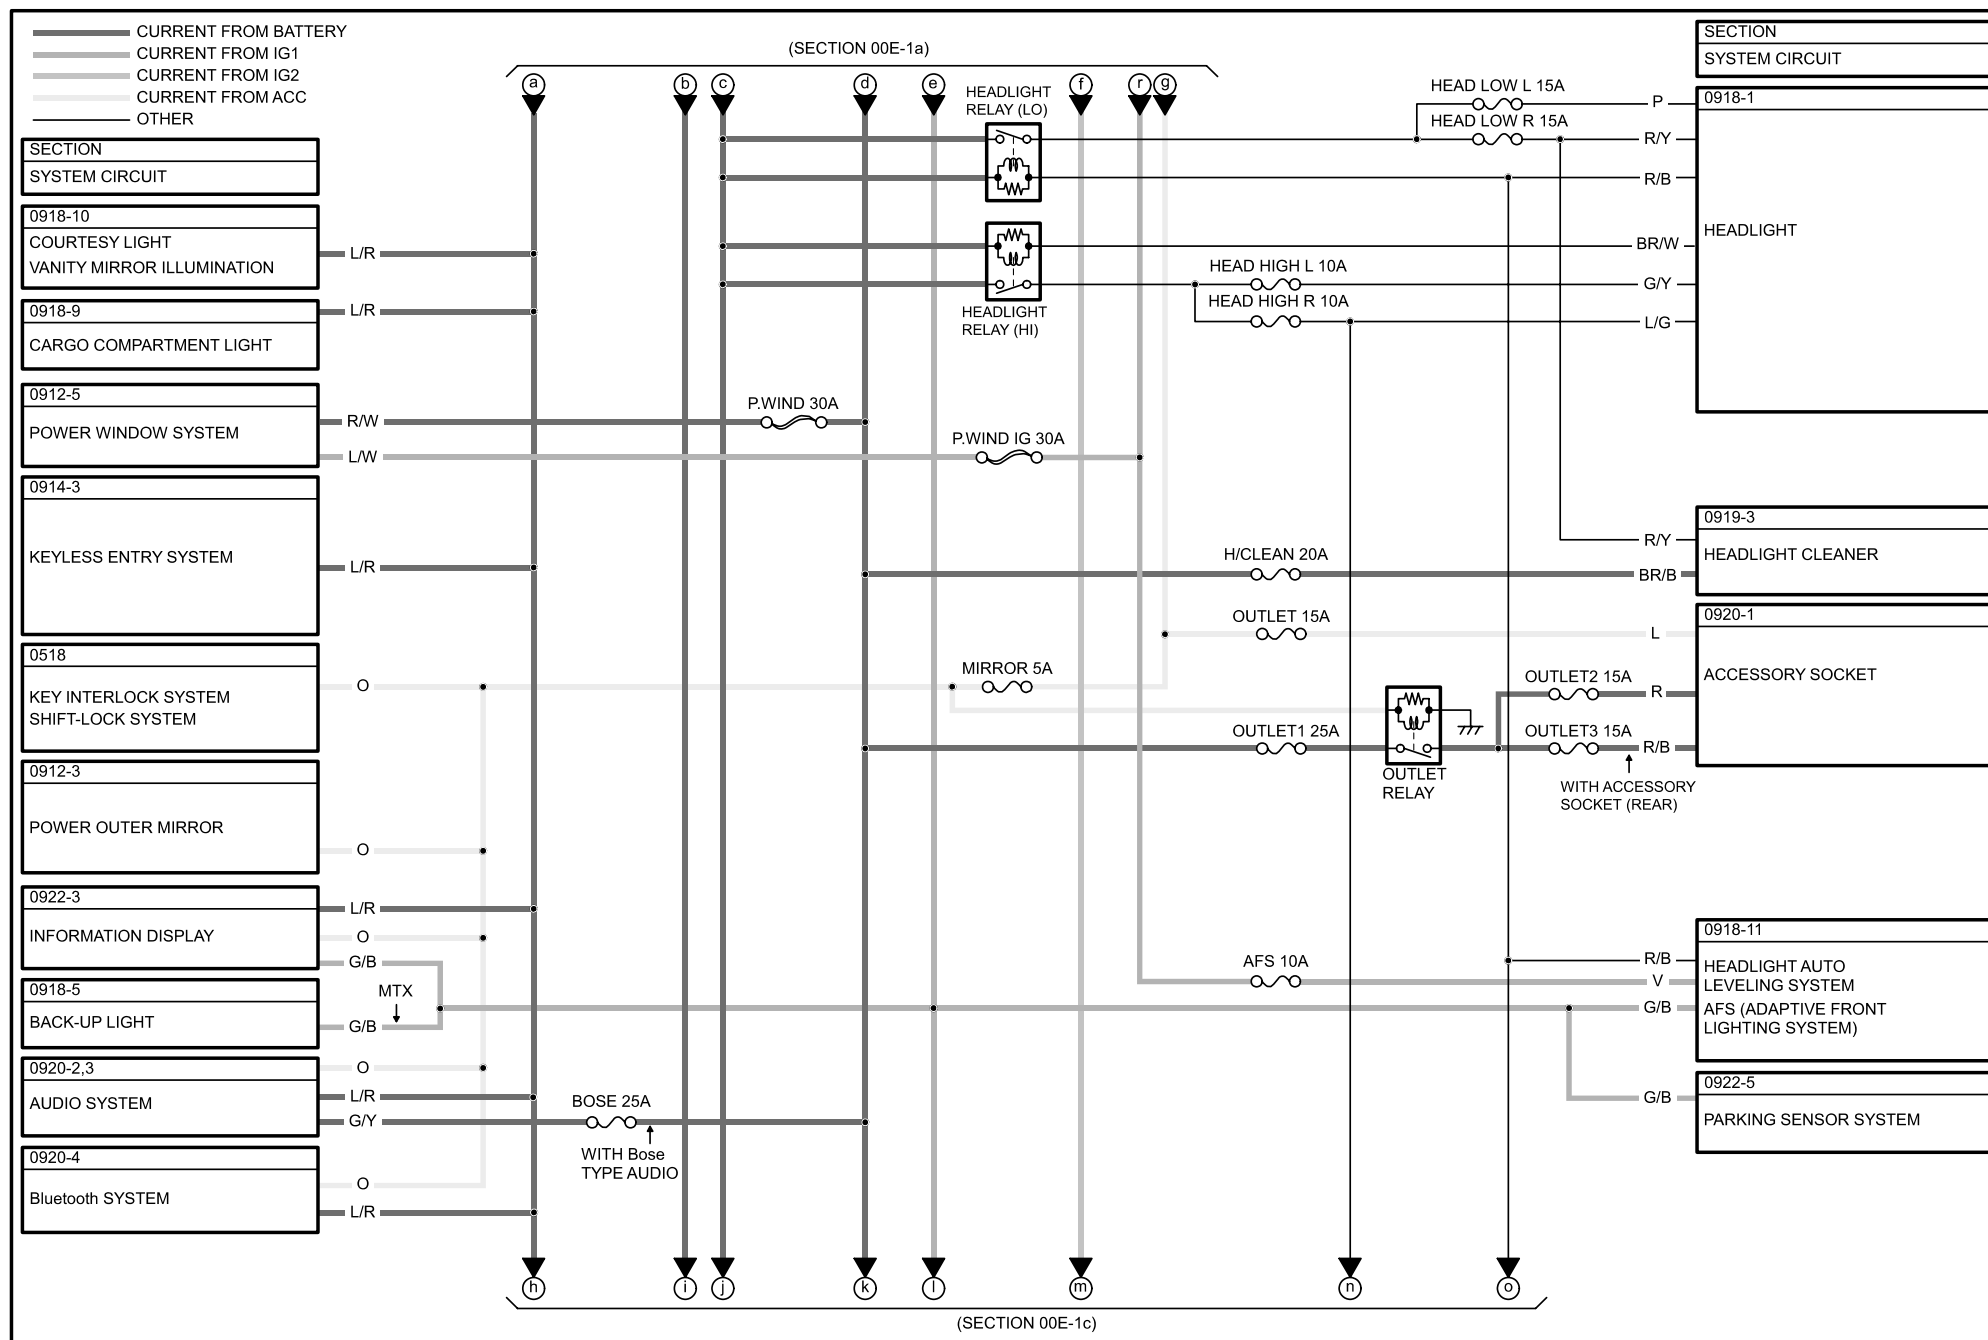 CURRENT FROM BATTERY
CURRENT FROM IG1
CURRENT FROM IG2
CURRENT FROM ACC
OTHER
SECTION
SYSTEM CIRCUIT
0918-10
COURTESY LIGHT
VANITY MIRROR ILLUMINATION
L/R
0918-9
CARGO COMPARTMENT LIGHT
L/R
0912-5
POWER WINDOW SYSTEM
R/W
L/W
0914-3
KEYLESS ENTRY SYSTEM
L/R
0518
KEY INTERLOCK SYSTEM
SHIFT-LOCK SYSTEM
O
0912-3
POWER OUTER MIRROR
O
0922-3
INFORMATION DISPLAY
L/R
O
G/B
0918-5
BACK-UP LIGHT
MTX
G/B
0920-2,3
AUDIO SYSTEM
O
L/R
G/Y
0920-4
Bluetooth SYSTEM
O
L/R
(SECTION 00E-1a)
a
b
c
d
e
f
r
g
HEADLIGHT
RELAY (LO)
HEADLIGHT
RELAY (HI)
P.WIND 30A
P.WIND IG 30A
MIRROR 5A
BOSE 25A
WITH Bose
TYPE AUDIO
HEAD LOW L 15A
HEAD LOW R 15A
HEAD HIGH L 10A
HEAD HIGH R 10A
H/CLEAN 20A
OUTLET 15A
OUTLET1 25A
OUTLET
RELAY
OUTLET2 15A
OUTLET3 15A
WITH ACCESSORY
SOCKET (REAR)
AFS 10A
SECTION
SYSTEM CIRCUIT
0918-1
HEADLIGHT
P
R/Y
R/B
BR/W
G/Y
L/G
0919-3
HEADLIGHT CLEANER
R/Y
BR/B
0920-1
ACCESSORY SOCKET
L
R
R/B
0918-11
HEADLIGHT AUTO
LEVELING SYSTEM
AFS (ADAPTIVE FRONT
LIGHTING SYSTEM)
R/B
V
G/B
0922-5
PARKING SENSOR SYSTEM
G/B
h
i
j
k
l
m
n
o
(SECTION 00E-1c)